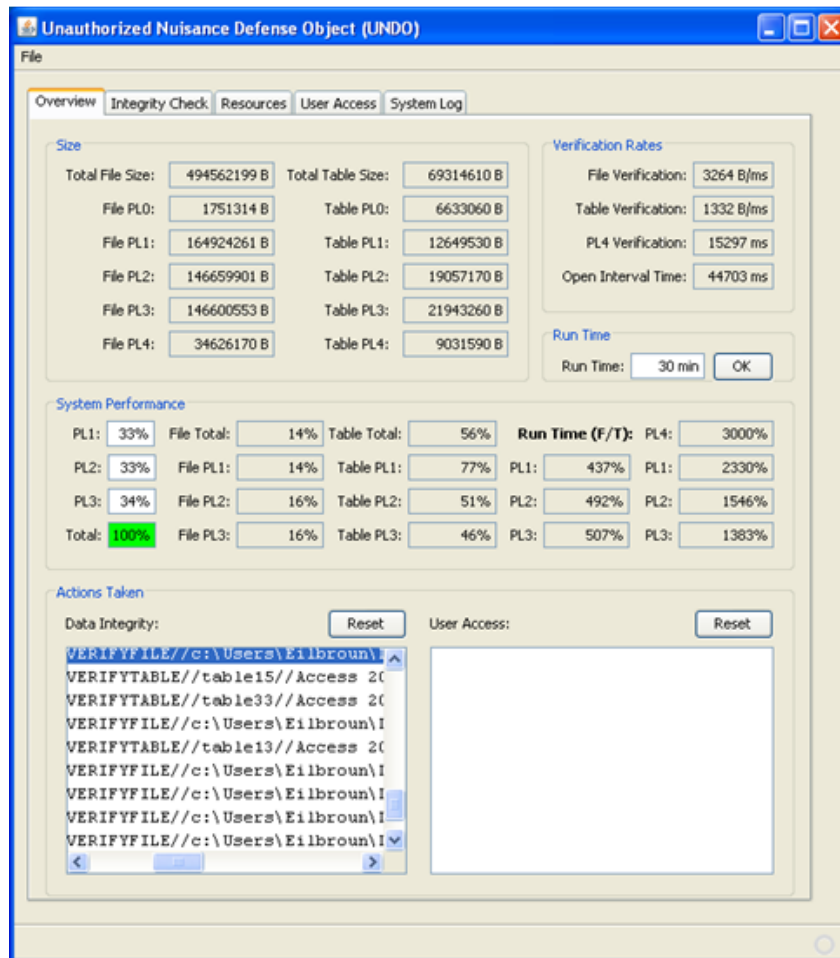 Unauthorized Nuisance Defense Object (UNDO)
File
Overview Integrity Check Resources User Access System Log
Size
Total File Size: 494562199 B Total Table Size: 69314610 B
File PL0: 1751314 B Table PL0: 6633060 B
File PL1: 164924261 B Table PL1: 12649530 B
File PL2: 146659901 B Table PL2: 19057170 B
File PL3: 146600553 B Table PL3: 21943260 B
File PL4: 34626170 B Table PL4: 9031590 B
Verification Rates
File Verification: 3264 B/ms
Table Verification: 1332 B/ms
PL4 Verification: 15297 ms
Open Interval Time: 44703 ms
Run Time
Run Time: 30 min OK
System Performance
PL1: 33% File Total: 14% Table Total: 56% Run Time (F/T): PL4: 3000%
PL2: 33% File PL1: 14% Table PL1: 77% PL1: 437% PL1: 2330%
PL3: 34% File PL2: 16% Table PL2: 51% PL2: 492% PL2: 1546%
Total: 100% File PL3: 16% Table PL3: 46% PL3: 507% PL3: 1383%
Actions Taken
Data Integrity: Reset User Access: Reset
VERIFYFILE//c:\Users\Eilbroun\
VERIFYTABLE//table15//Access 20
VERIFYTABLE//table33//Access 20
VERIFYFILE//c:\Users\Eilbroun\
VERIFYTABLE//table13//Access 20
VERIFYFILE//c:\Users\Eilbroun\
VERIFYFILE//c:\Users\Eilbroun\
VERIFYFILE//c:\Users\Eilbroun\
VERIFYFILE//c:\Users\Eilbroun\